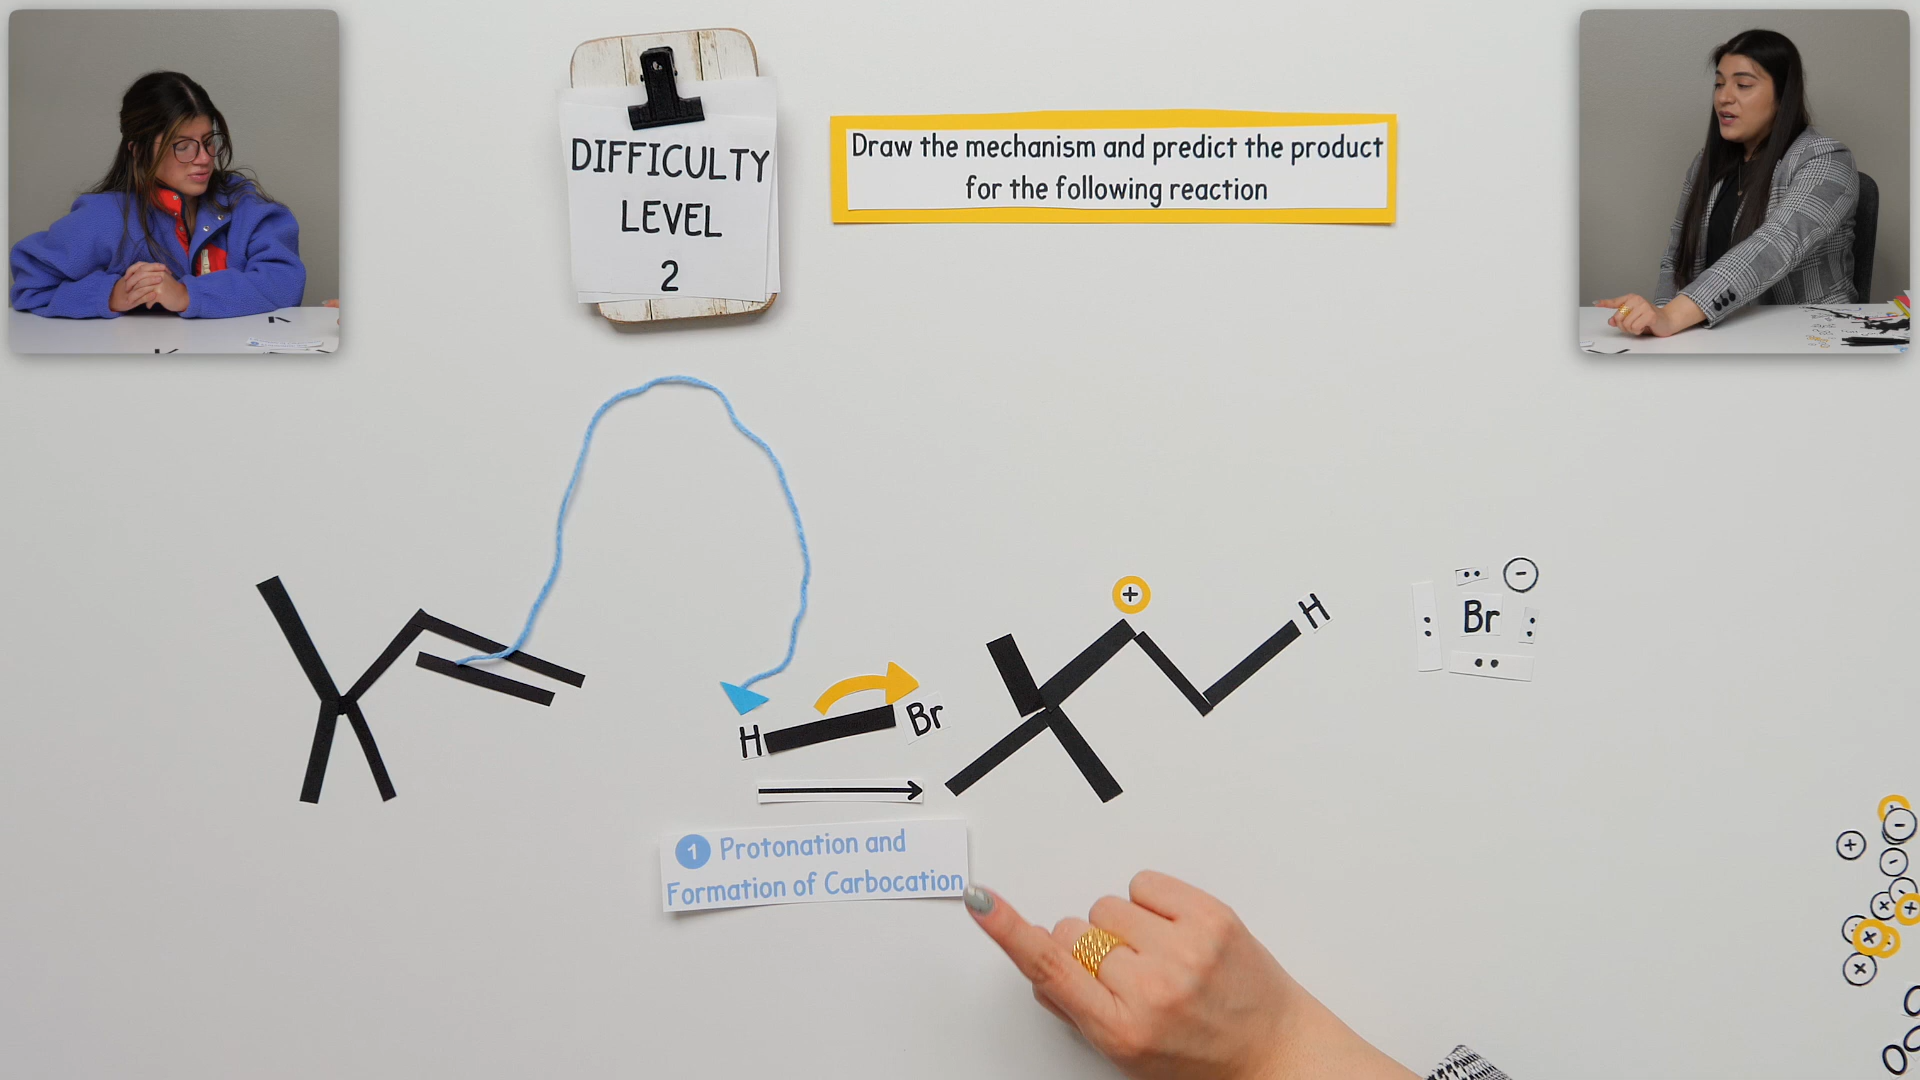 DIFFICULTY
LEVEL
2
Draw the mechanism and predict the product
for the following reaction
H
Br
+
H
Br
-
1 Protonation and
Formation of Carbocation